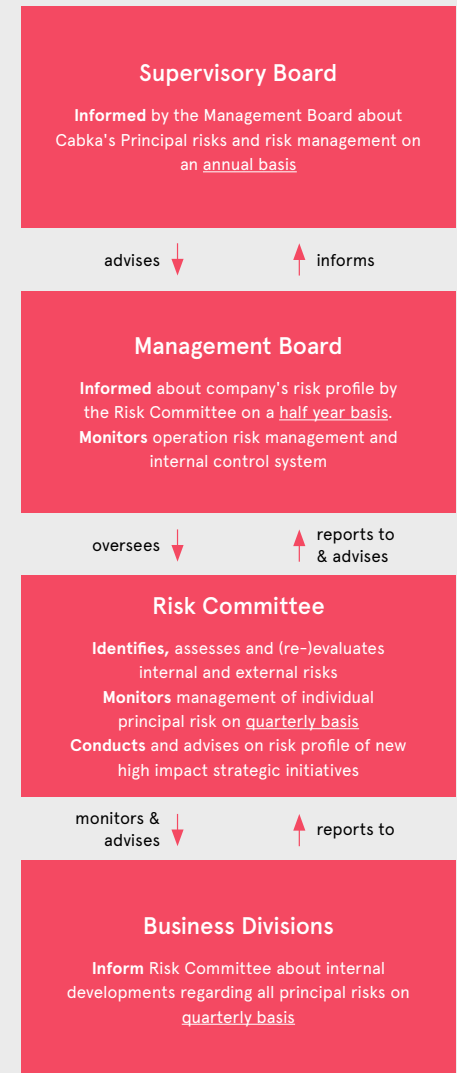 Supervisory Board
Informed by the Management Board about
Cabka's Principal risks and risk management on
an annual basis
advises
informs
Management Board
Informed about company's risk profile by
the Risk Committee on a half year basis.
Monitors operation risk management and
internal control system
oversees
reports to
& advises
Risk Committee
Identifies, assesses and (re-)evaluates
internal and external risks
Monitors management of individual
principal risk on quarterly basis
Conducts and advises on risk profile of new
high impact strategic initiatives
monitors &
advises
reports to
Business Divisions
Inform Risk Committee about internal
developments regarding all principal risks on
quarterly basis